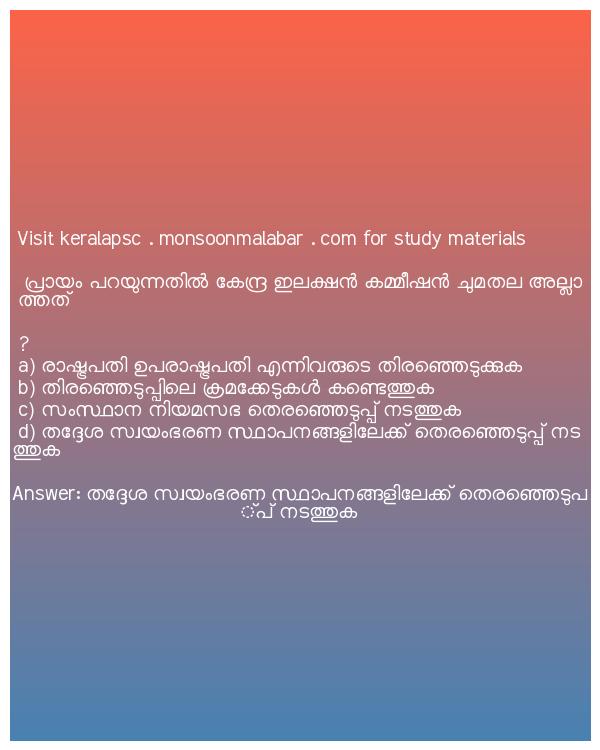 Visit keralapsc . monsoonmalabar . com for study materials
പ്രായം പറയുന്നതിൽ കേന്ദ്ര ഇലക്ഷൻ കമ്മീഷൻ ചുമതല അല്ലാ
ത്തത്
?
a) രാഷ്ട്രപതി ഉപരാഷ്ട്രപതി എന്നിവരുടെ തിരഞ്ഞെടുക്കുക
b) തിരഞ്ഞെടുപ്പിലെ ക്രമക്കേടുകൾ കണ്ടെത്തുക
c) സംസ്ഥാന നിയമസഭ തെരഞ്ഞെടുപ്പ് നടത്തുക
d) തദ്ദേശ സ്വയംഭരണ സ്ഥാപനങ്ങളിലേക്ക് തെരഞ്ഞെടുപ്പ് നട
ത്തുക
Answer: തദ്ദേശ സ്വയംഭരണ സ്ഥാപനങ്ങളിലേക്ക് തെരഞ്ഞെടുപ
്പ് നടത്തുക